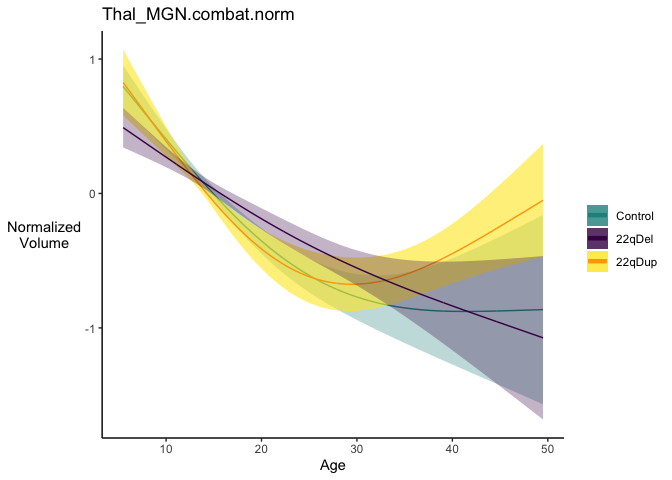 Thal_MGN.combat.norm
1
0
-1
Normalized
Volume
10 20 30 40 50
Age
Control
22qDel
22qDup